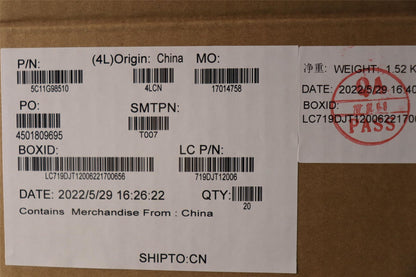 P/N:
(4L)Origin: China
MO:
5C11G98510
4LCN
17014758
PO:
SMTPN:
4501809695
T007
BOXID:
LC P/N:
LC719DJT12006221700656
719DJT12006
DATE: 2022/5/29 16:26:22
QTY:
20
Contains Merchandise From : China
SHIPTO:CN
净重: WEIGHT: 1.52 K
DATE: 2022/5/29 16:40
BOXID:
LC719DJT12006221700
QA
PASS